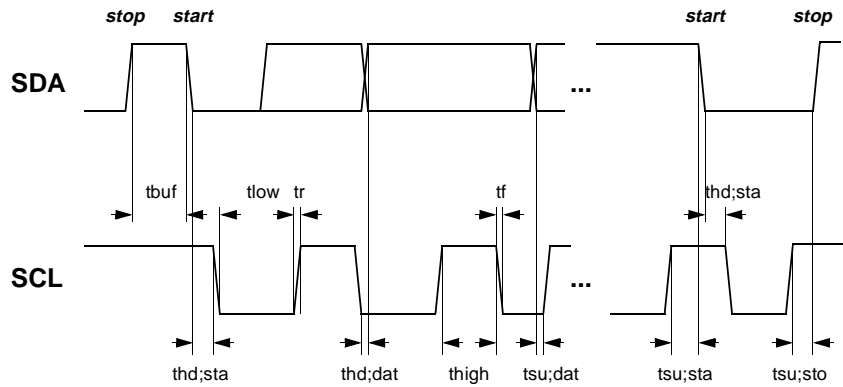 stop start start stop
SDA ... 
tbuf tlow tr tf thd;sta
SCL ...
thd;sta thd;dat thigh tsu;dat tsu;sta tsu;sto